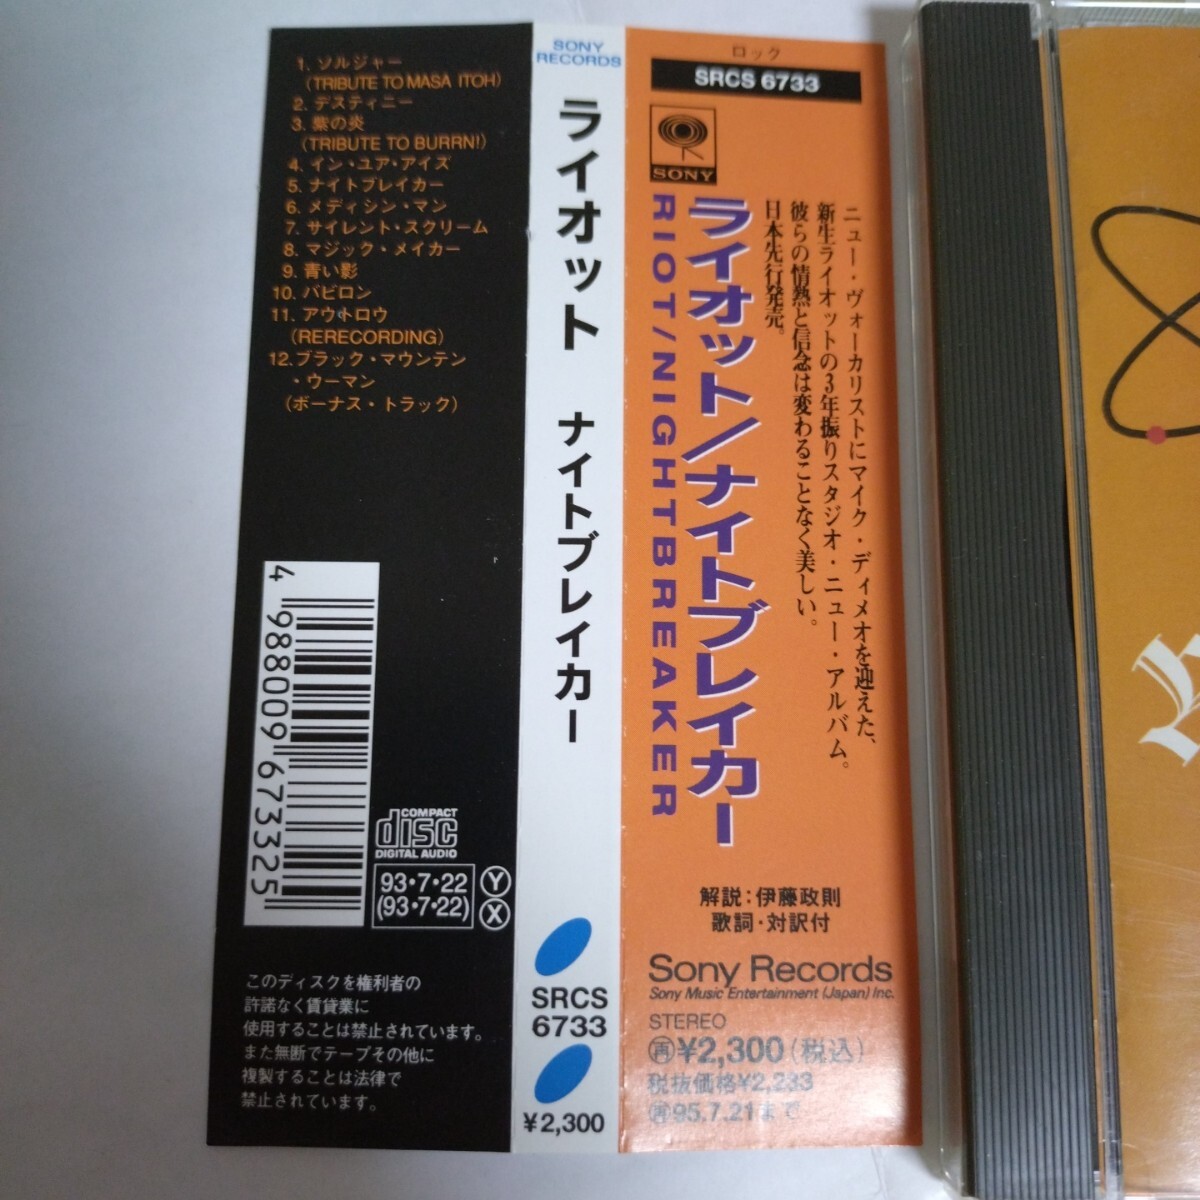 1. ソルジャー
(TRIBUTE TO MASA ITOH)
2. デスティニー
3. 紫の炎
(TRIBUTE TO BURRN!)
4. イン・ユア・アイズ
5. ナイトブレイカー
6. メディシン・マン
7. サイレント・スクリーム
8. マジック・メイカー
9. 青い影
10. バビロン
11. アウトロウ
(RERECORDING)
12. ブラック・マウンテン
・ウーマン
(ボーナス・トラック)
4 988009 673325
COMPACT
disc
DIGITAL AUDIO
93・7・22
(93・7・22)
Y
X
このディスクを権利者の
許諾なく賃貸業に
使用することは禁止されています。
また無断でテープその他に
複製することは法律で
禁止されています。
SONY
RECORDS
ライオット ナイトブレイカー
SRCS
6733
¥2,300
ロック
SRCS 6733
SONY
ライオット/ナイトブレイカー
RIOT/NIGHTBREAKER
ニュー・ヴォーカリストにマイク・ディメオを迎えた、
新生ライオットの3年振りスタジオ・ニュー・アルバム。
彼らの情熱と信念は変わることなく美しい。
日本先行発売。
解説:伊藤政則
歌詞・対訳付
Sony Records
Sony Music Entertainment (Japan) Inc.
STEREO
再¥2,300(税込)
税抜価格¥2,233
再95.7.21まで